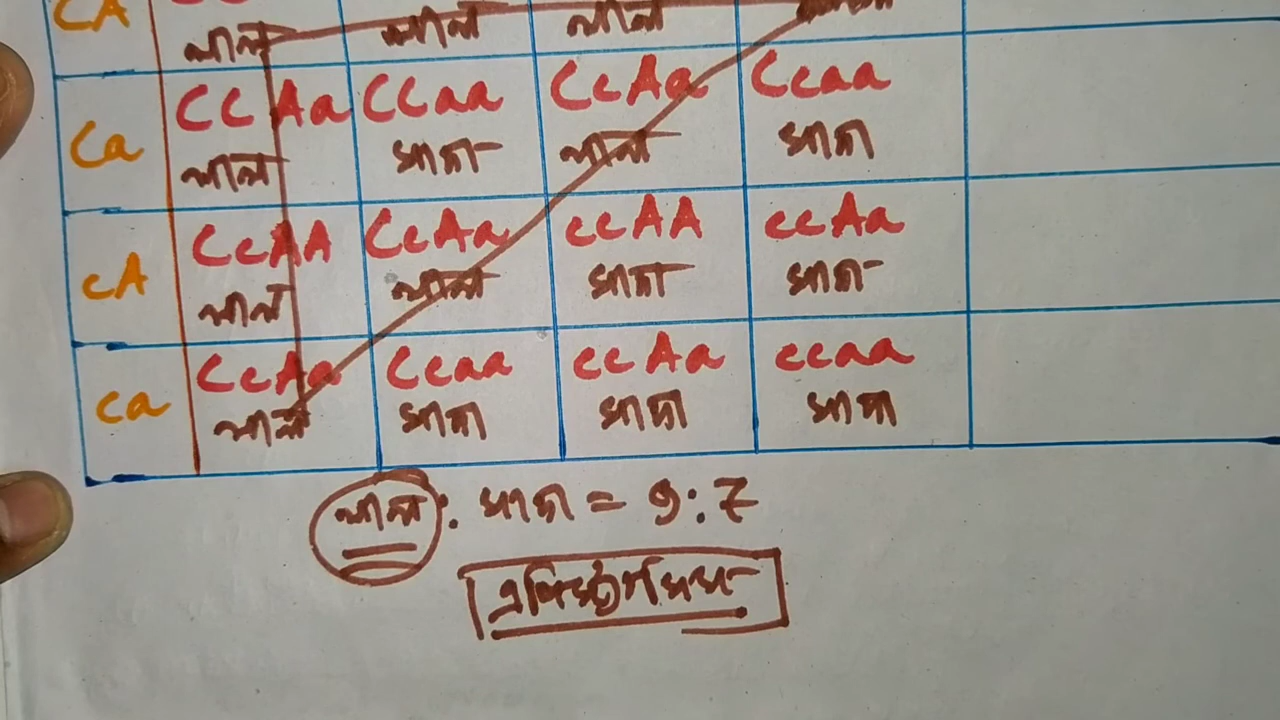 CA লাল লাল লাল
Ca CCAa CCaa CcAa Ccaa
লাল সাদা লাল সাদা
cA CcAA CcAa ccAA ccAa
লাল লাল সাদা সাদা
ca CcAa Ccaa ccAa ccaa
লাল সাদা সাদা সাদা
লাল : সাদা = 9:7